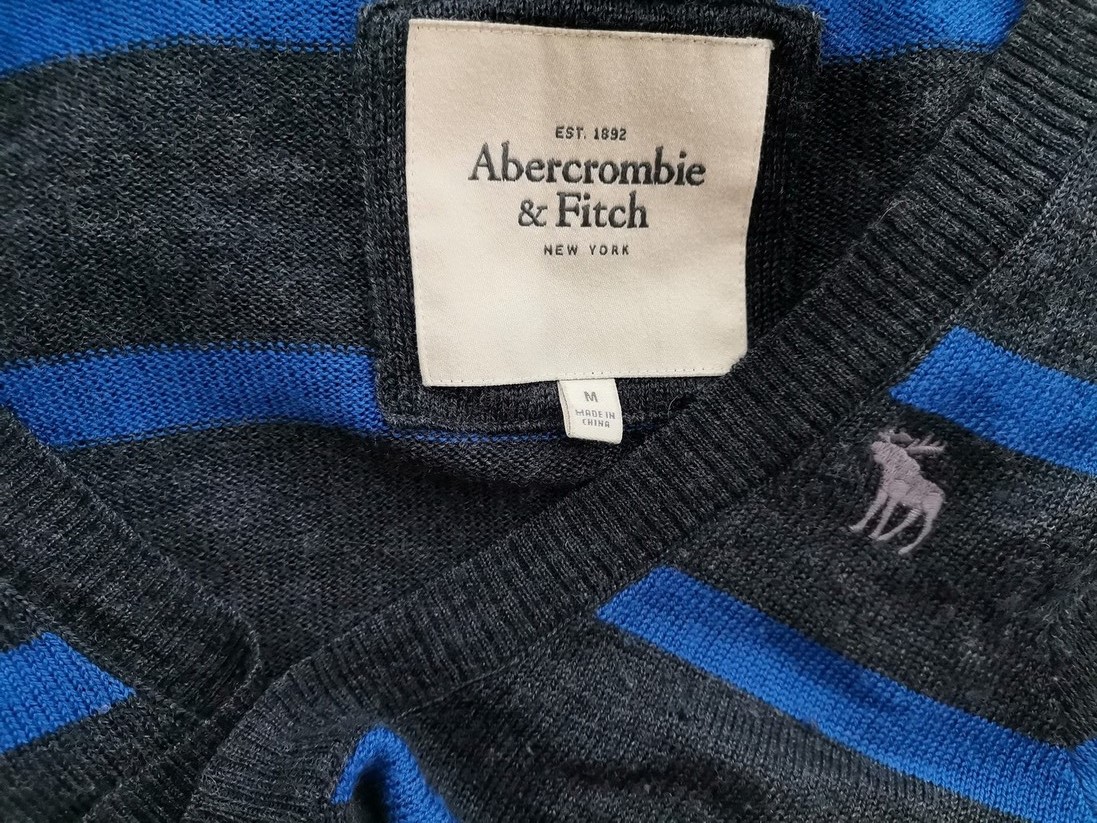 EST. 1892
Abercrombie
& Fitch
NEW YORK
M
MADE IN
CHINA